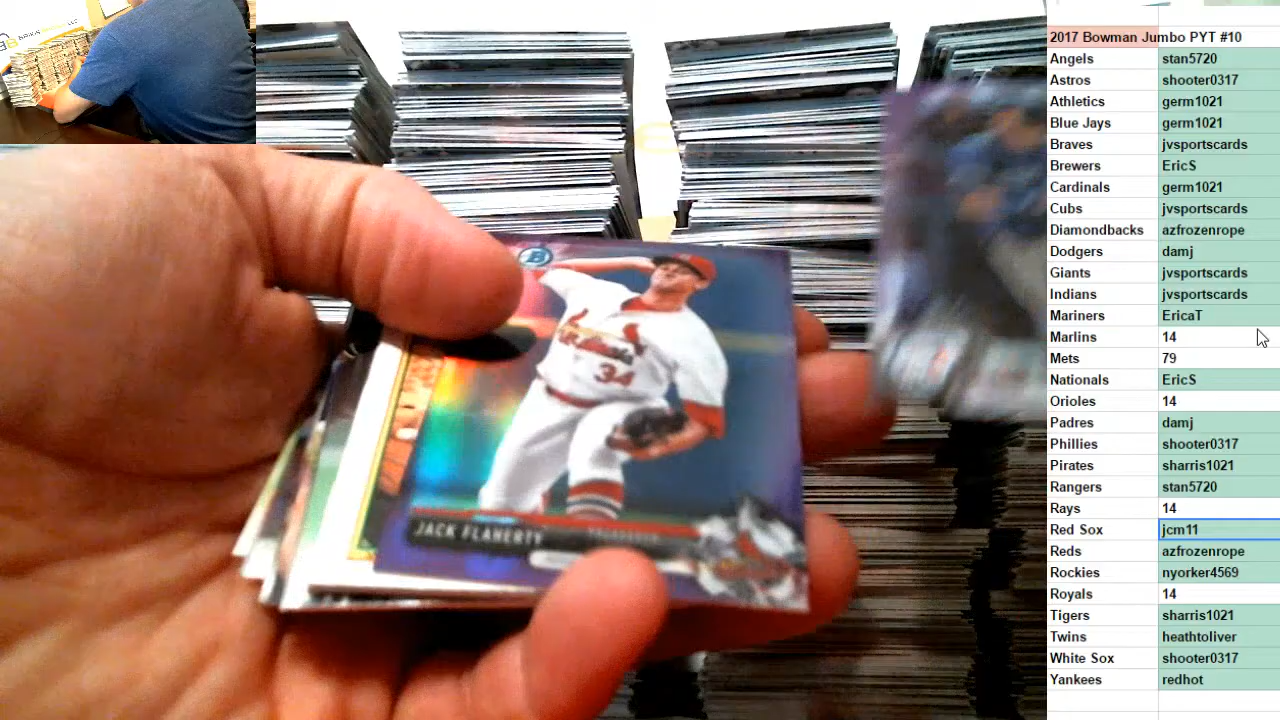 2017 Bowman Jumbo PYT #10
Angels stan5720
Astros shooter0317
Athletics germ1021
Blue Jays germ1021
Braves jvsportscards
Brewers EricS
Cardinals germ1021
Cubs jvsportscards
Diamondbacks azfrozenrope
Dodgers damj
Giants jvsportscards
Indians jvsportscards
Mariners EricaT
Marlins 14
Mets 79
Nationals EricS
Orioles 14
Padres damj
Phillies shooter0317
Pirates sharris1021
Rangers stan5720
Rays 14
Red Sox jcm11
Reds azfrozenrope
Rockies nyorker4569
Royals 14
Tigers sharris1021
Twins heathtoliver
White Sox shooter0317
Yankees redhot
B
Cardinals
34
JACK FLAHERTY